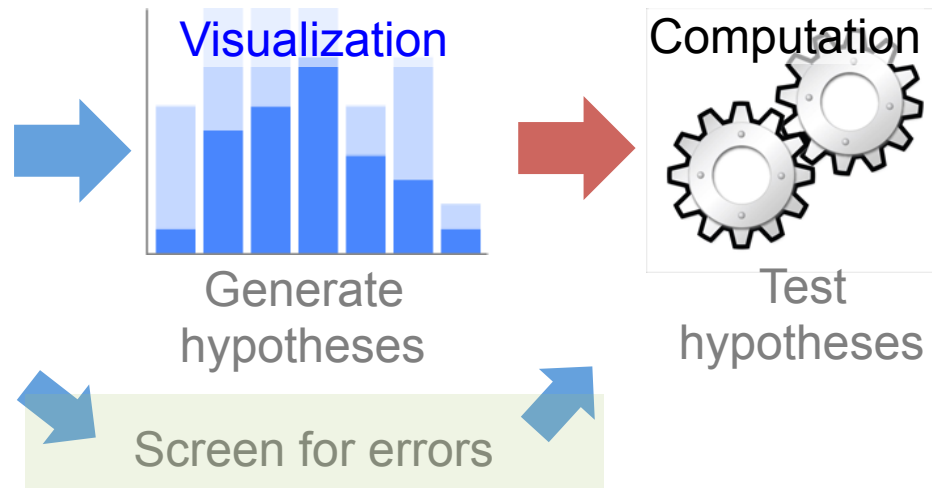 Visualization
Computation
Generate
hypotheses
Test
hypotheses
Screen for errors